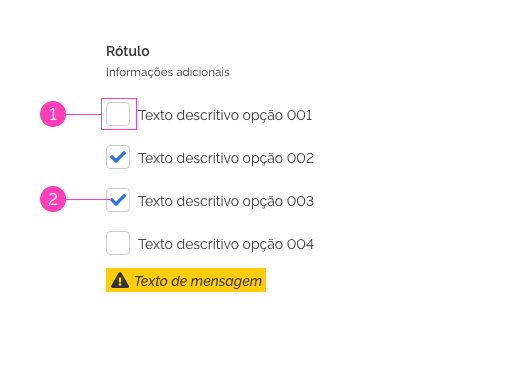 Rótulo
Informações adicionais
1 Texto descritivo opção 001
Texto descritivo opção 002
2 Texto descritivo opção 003
Texto descritivo opção 004
Texto de mensagem